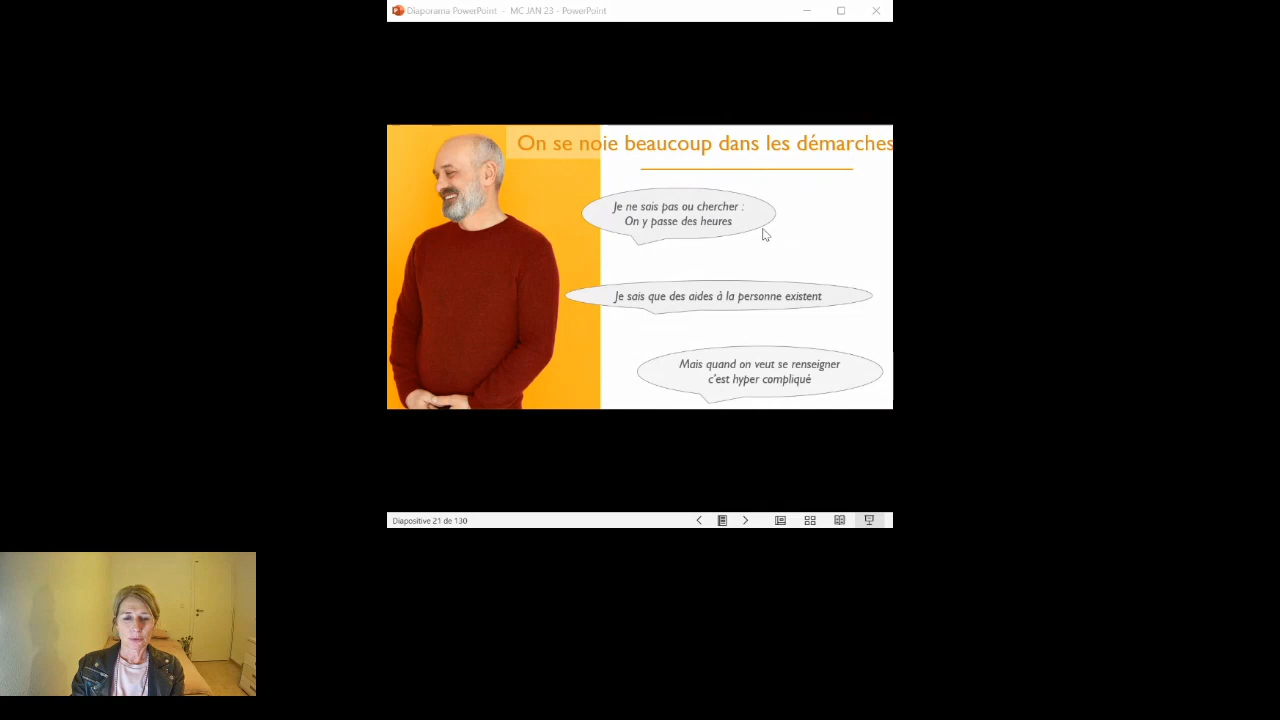 Diaporama PowerPoint - MC JAN 23 - PowerPoint
On se noie beaucoup dans les démarches
Je ne sais pas ou chercher :
On y passe des heures
Je sais que des aides à la personne existent
Mais quand on veut se renseigner
c'est hyper compliqué
Diapositive 21 de 130